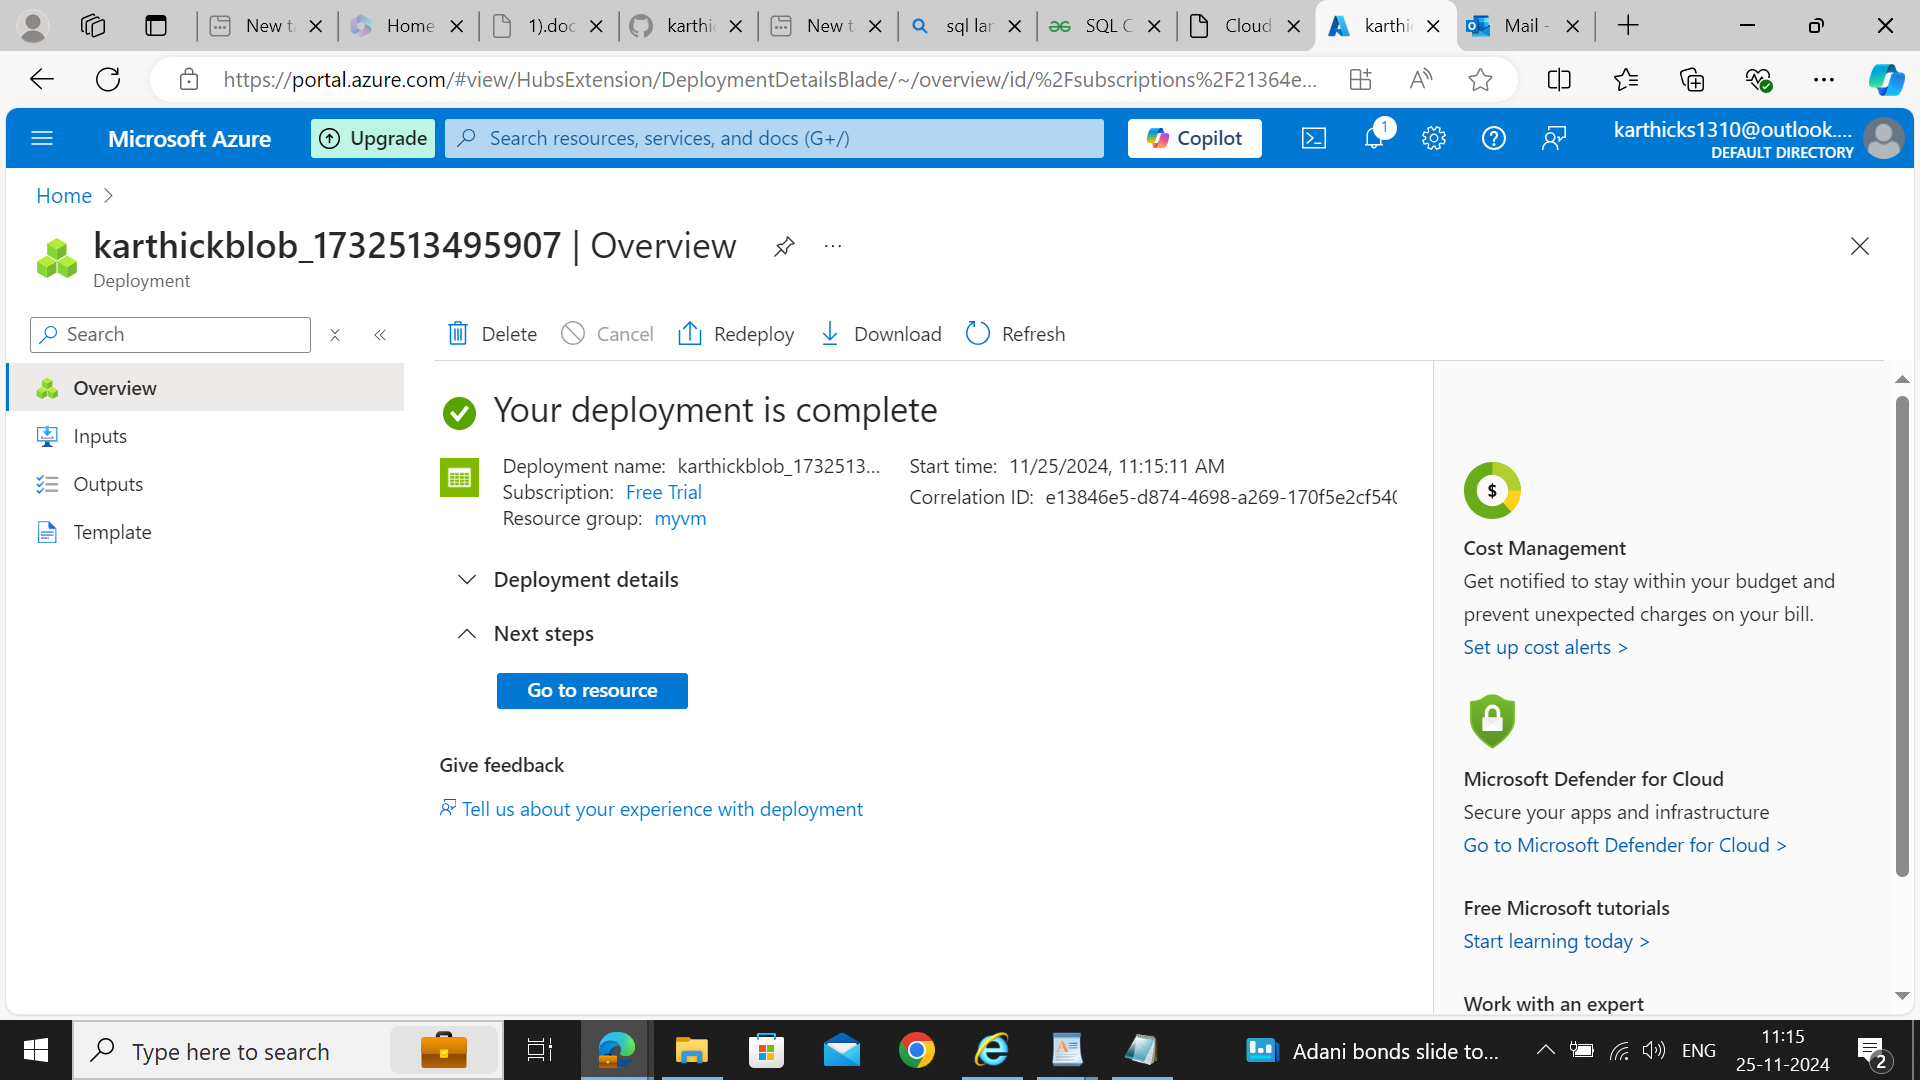 New t
Home
1).doc
karthi
New t
sql lar
SQL C
Cloud
karthi
Mail -
https://portal.azure.com/#view/HubsExtension/DeploymentDetailsBlade/~/overview/id/%2Fsubscriptions%2F21364e...
Microsoft Azure
Upgrade
Search resources, services, and docs (G+/)
Copilot
1
karthicks1310@outlook....
DEFAULT DIRECTORY
Home >
karthickblob_1732513495907 | Overview
Deployment
Search
Overview
Inputs
Outputs
Template
Delete
Cancel
Redeploy
Download
Refresh
Your deployment is complete
Deployment name: karthickblob_1732513...
Subscription: Free Trial
Resource group: myvm
Start time: 11/25/2024, 11:15:11 AM
Correlation ID: e13846e5-d874-4698-a269-170f5e2cf540
Deployment details
Next steps
Go to resource
Give feedback
Tell us about your experience with deployment
$
Cost Management
Get notified to stay within your budget and
prevent unexpected charges on your bill.
Set up cost alerts >
Microsoft Defender for Cloud
Secure your apps and infrastructure
Go to Microsoft Defender for Cloud >
Free Microsoft tutorials
Start learning today >
Work with an expert
Type here to search
Adani bonds slide to...
ENG
11:15
25-11-2024
2